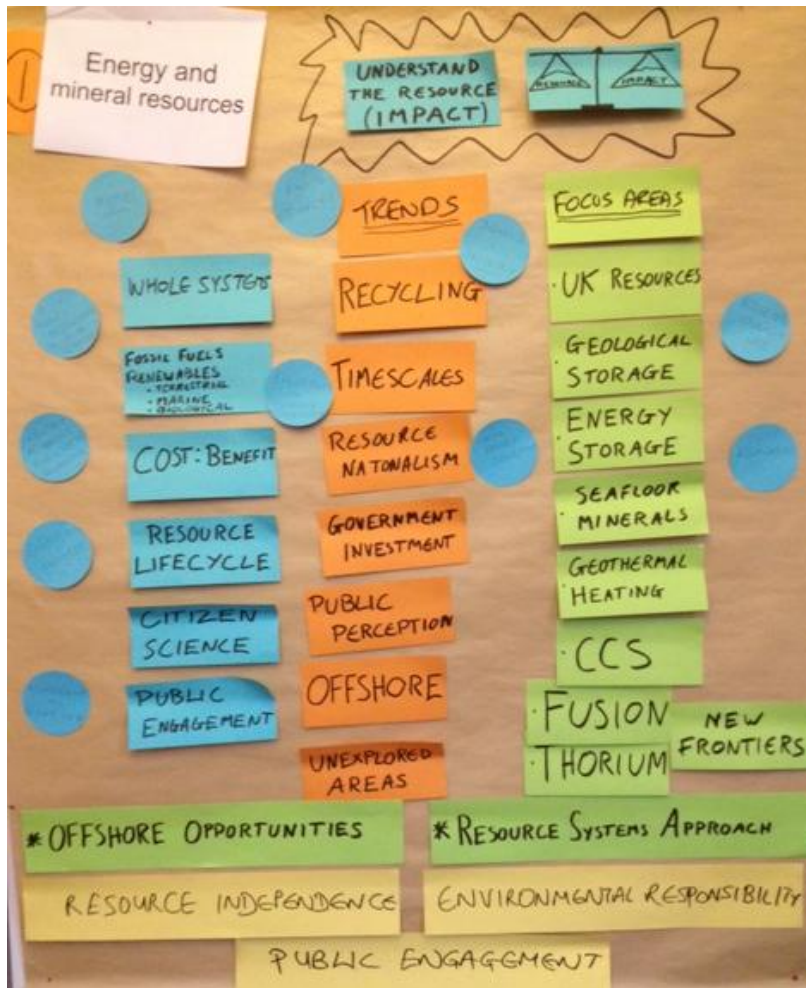 1
Energy and
mineral resources
UNDERSTAND
THE RESOURCE
(IMPACT)
RESOURCE
IMPACT
WHOLE SYSTEM
FOSSIL FUELS
RENEWABLES
• TERRESTRIAL
• MARINE
• BIOLOGICAL
COST:BENEFIT
RESOURCE
LIFECYCLE
CITIZEN
SCIENCE
PUBLIC
ENGAGEMENT
TRENDS
RECYCLING
TIMESCALES
RESOURCE
NATONALISM
GOVERNMENT
INVESTMENT
PUBLIC
PERCEPTION
OFFSHORE
UNEXPLORED
AREAS
FOCUS AREAS
· UK RESOURCES
· GEOLOGICAL
STORAGE
· ENERGY
STORAGE
· SEAFLOOR
MINERALS
· GEOTHERMAL
HEATING
· CCS
· FUSION
· THORIUM
NEW
FRONTIERS
* OFFSHORE OPPORTUNITIES
* RESOURCE SYSTEMS APPROACH
RESOURCE INDEPENDENCE
ENVIRONMENTAL RESPONSIBILITY
PUBLIC ENGAGEMENT